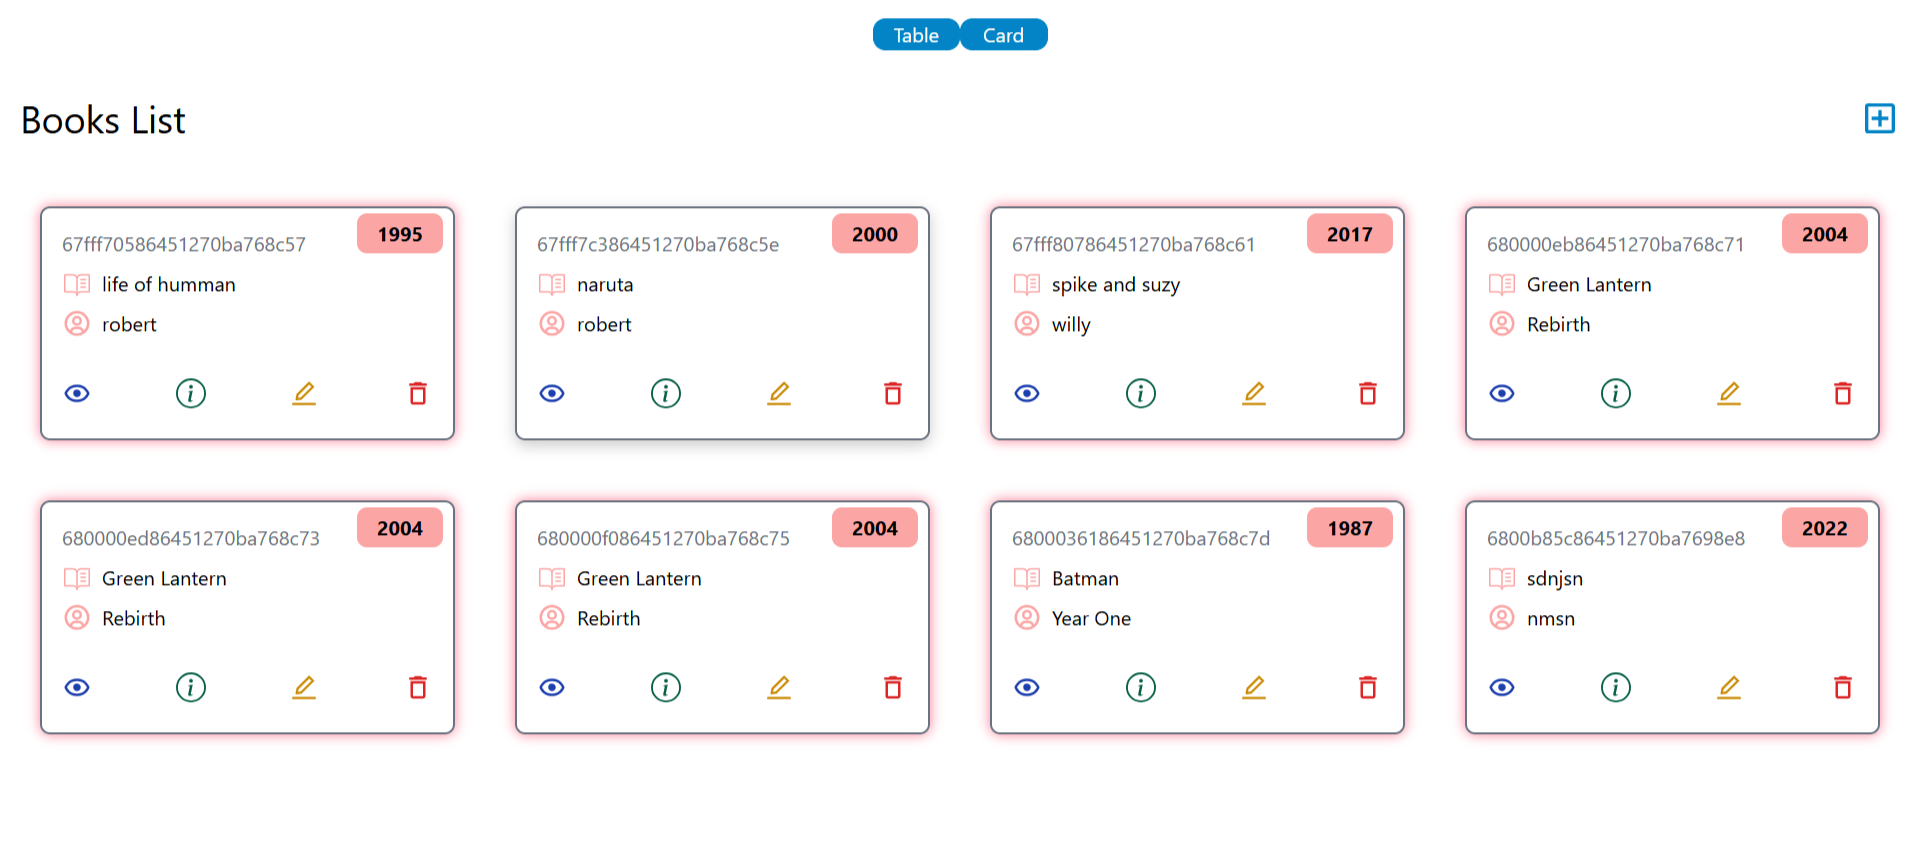 Table Card
Books List
67fff70586451270ba768c57
1995
life of humman
robert
67fff7c386451270ba768c5e
2000
naruta
robert
67fff80786451270ba768c61
2017
spike and suzy
willy
680000eb86451270ba768c71
2004
Green Lantern
Rebirth
680000ed86451270ba768c73
2004
Green Lantern
Rebirth
680000f086451270ba768c75
2004
Green Lantern
Rebirth
6800036186451270ba768c7d
1987
Batman
Year One
6800b85c86451270ba7698e8
2022
sdnjsn
nmsn